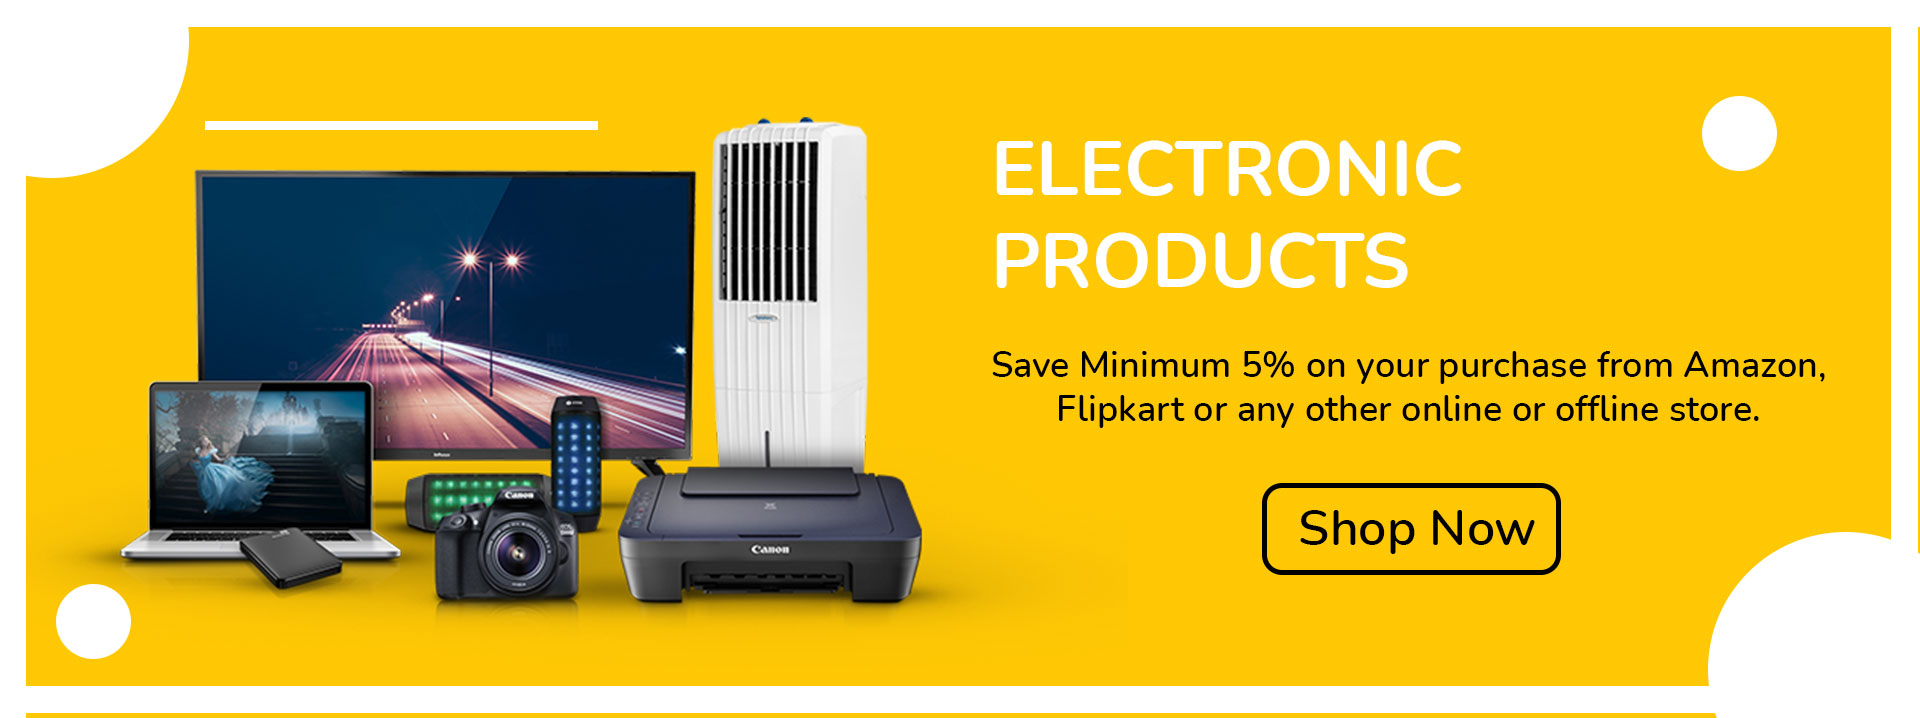 ELECTRONIC
PRODUCTS
Save Minimum 5% on your purchase from Amazon,
Flipkart or any other online or offline store.
Shop Now
Canon
Canon